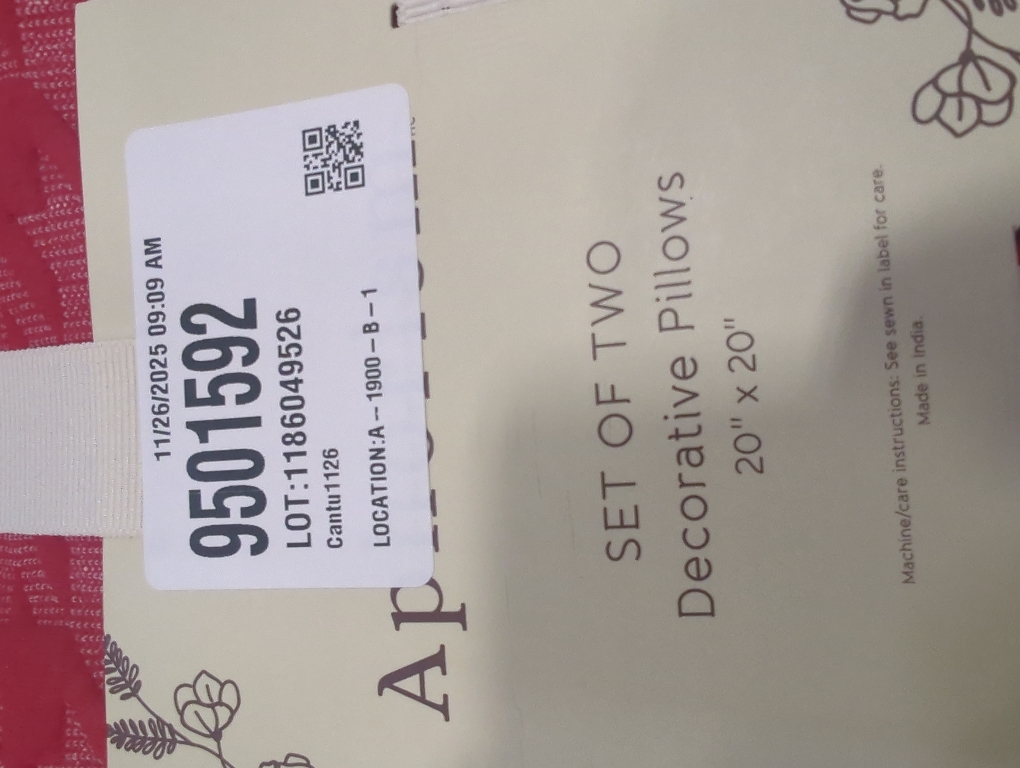 11/26/2025 09:09 AM
9501592
LOT:1186049526
Cantu1126
LOCATION:A-1900-B-1
SET OF TWO
Decorative Pillows
20" x 20"
Machine/care instructions: See sewn in label for care.
Made in India.